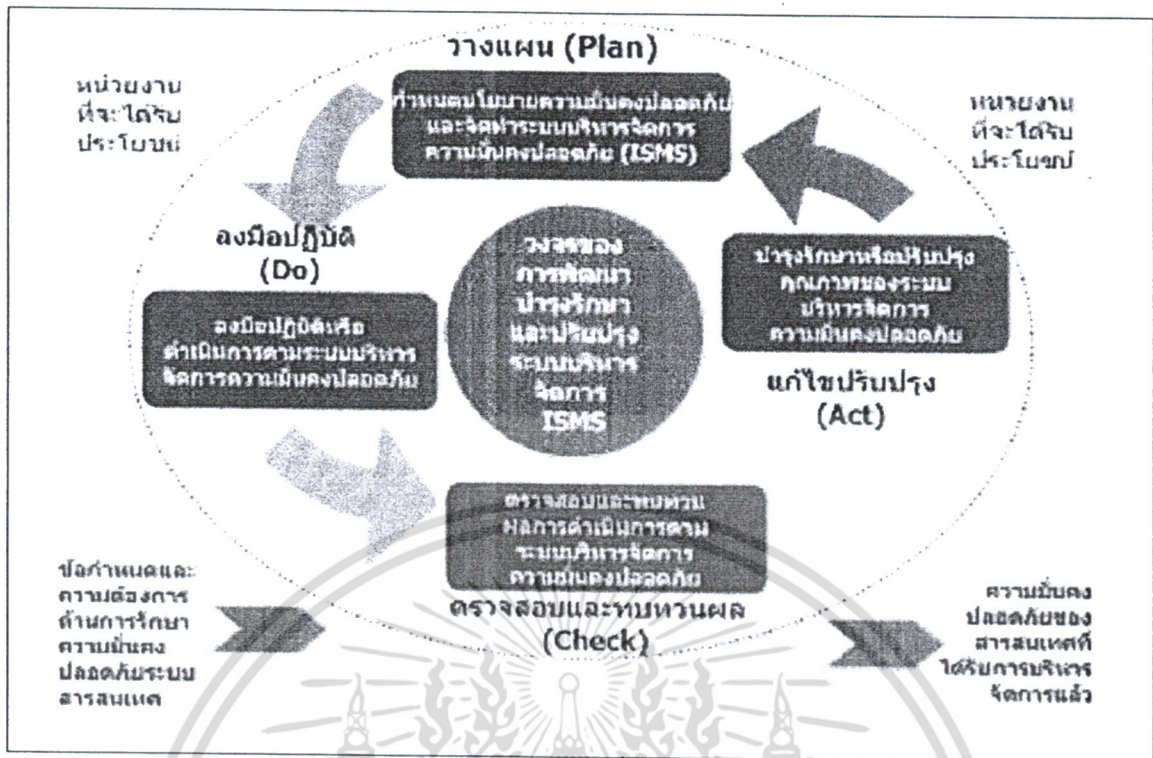 วางแผน (Plan)
กำหนดนโยบายความมั่นคงปลอดภัย
และจัดทำระบบบริหารจัดการ
ความมั่นคงปลอดภัย (ISMS)
หน่วยงาน
ที่จะได้รับ
ประโยชน์
หน่วยงาน
ที่จะได้รับ
ประโยชน์
ลงมือปฏิบัติ
(Do)
ลงมือปฏิบัติหรือ
ดำเนินการตามระบบบริหาร
จัดการความมั่นคงปลอดภัย
วงจรของ
การพัฒนา
บำรุงรักษา
และปรับปรุง
ระบบบริหาร
จัดการ
ISMS
บำรุงรักษาหรือปรับปรุง
คุณภาพของระบบ
บริหารจัดการ
ความมั่นคงปลอดภัย
แก้ไขปรับปรุง
(Act)
ตรวจสอบและทบทวน
ผลการดำเนินการตาม
ระบบบริหารจัดการ
ความมั่นคงปลอดภัย
ตรวจสอบและทบทวนผล
(Check)
ข้อกำหนดและ
ความต้องการ
ด้านการรักษา
ความมั่นคง
ปลอดภัยระบบ
สารสนเทศ
ความมั่นคง
ปลอดภัยของ
สารสนเทศที่
ได้รับการบริหาร
จัดการแล้ว